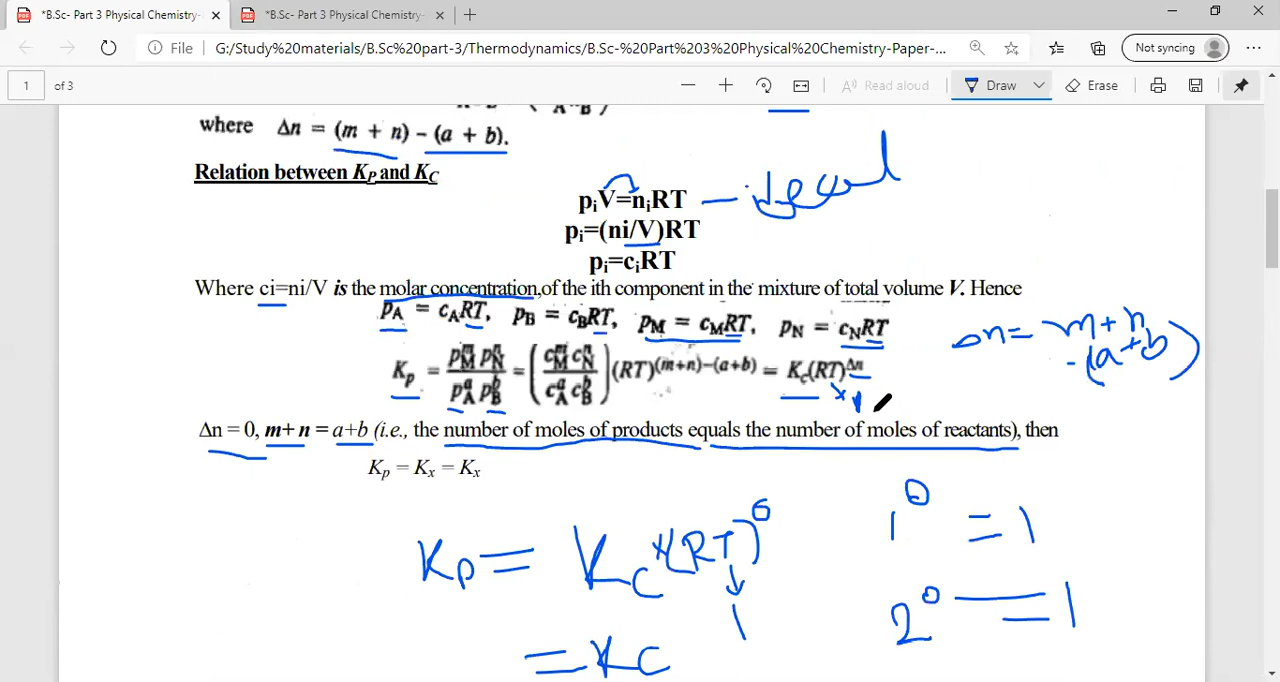 *B.Sc- Part 3 Physical Chemistry-
*B.Sc- Part 3 Physical Chemistry-
File
G:/Study%20materials/B.Sc%20part-3/Thermodynamics/B.Sc-%20Part%203%20Physical%20Chemistry-Paper-...
Not syncing
1 of 3
Read aloud
Draw
Erase
where Δn = (m + n) − (a + b).
Relation between K_P and K_C
p_iV=n_iRT — Ideal
p_i=(ni/V)RT
p_i=c_iRT
Where ci=ni/V is the molar concentration,of the ith component in the mixture of total volume V. Hence
p_A = c_ART, p_B = c_BRT, p_M = c_MRT, p_N = c_NRT
Δn = m + n
- (a + b)
K_p = p_M^m p_N^n / p_A^a p_B^b = (c_M^m c_N^n / c_A^a c_B^b) (RT)^(m+n)−(a+b) = K_c(RT)^Δn
× 1
Δn = 0, m+ n = a+b (i.e., the number of moles of products equals the number of moles of reactants), then
K_p = K_x = K_x
K_p = K_C × (RT)^0
1
= K_C
1^0 = 1
2^0 = 1